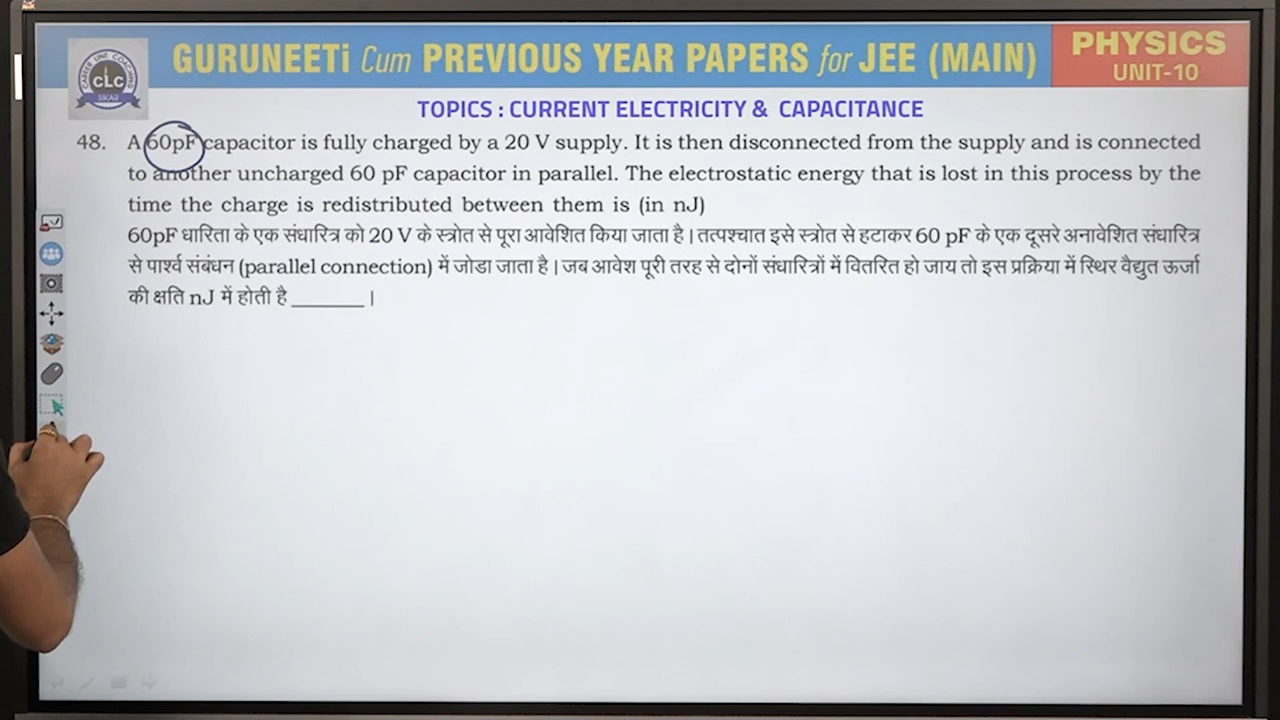 GURUNEETi Cum PREVIOUS YEAR PAPERS for JEE (MAIN)
PHYSICS
UNIT-10
CLC
SIKAR
TOPICS : CURRENT ELECTRICITY & CAPACITANCE
48. A 60pF capacitor is fully charged by a 20 V supply. It is then disconnected from the supply and is connected
to another uncharged 60 pF capacitor in parallel. The electrostatic energy that is lost in this process by the
time the charge is redistributed between them is (in nJ)
60pF धारिता के एक संधारित्र को 20 V के स्त्रोत से पूरा आवेशित किया जाता है। तत्पश्चात इसे स्त्रोत से हटाकर 60 pF के एक दूसरे अनावेशित संधारित्र
से पार्श्व संबंधन (parallel connection) में जोडा जाता है। जब आवेश पूरी तरह से दोनों संधारित्रों में वितरित हो जाय तो इस प्रक्रिया में स्थिर वैद्युत ऊर्जा
की क्षति nJ में होती है ________ |